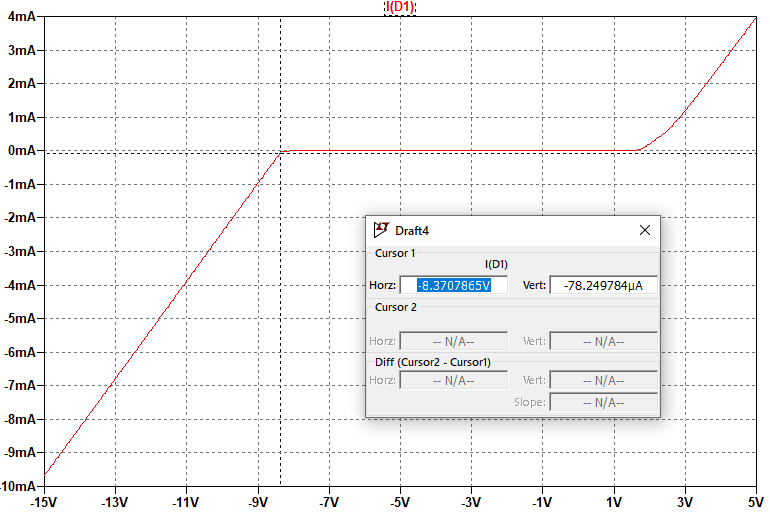 I(D1)
4mA
3mA
2mA
1mA
0mA
-1mA
-2mA
-3mA
-4mA
-5mA
-6mA
-7mA
-8mA
-9mA
-10mA
-15V -13V -11V -9V -7V -5V -3V -1V 1V 3V 5V
Draft4
Cursor 1
I(D1)
Horz: -8.3707865V Vert: -78.249784µA
Cursor 2
Horz: -- N/A-- Vert: -- N/A--
Diff (Cursor2 - Cursor1)
Horz: -- N/A-- Vert: -- N/A--
Slope: -- N/A--